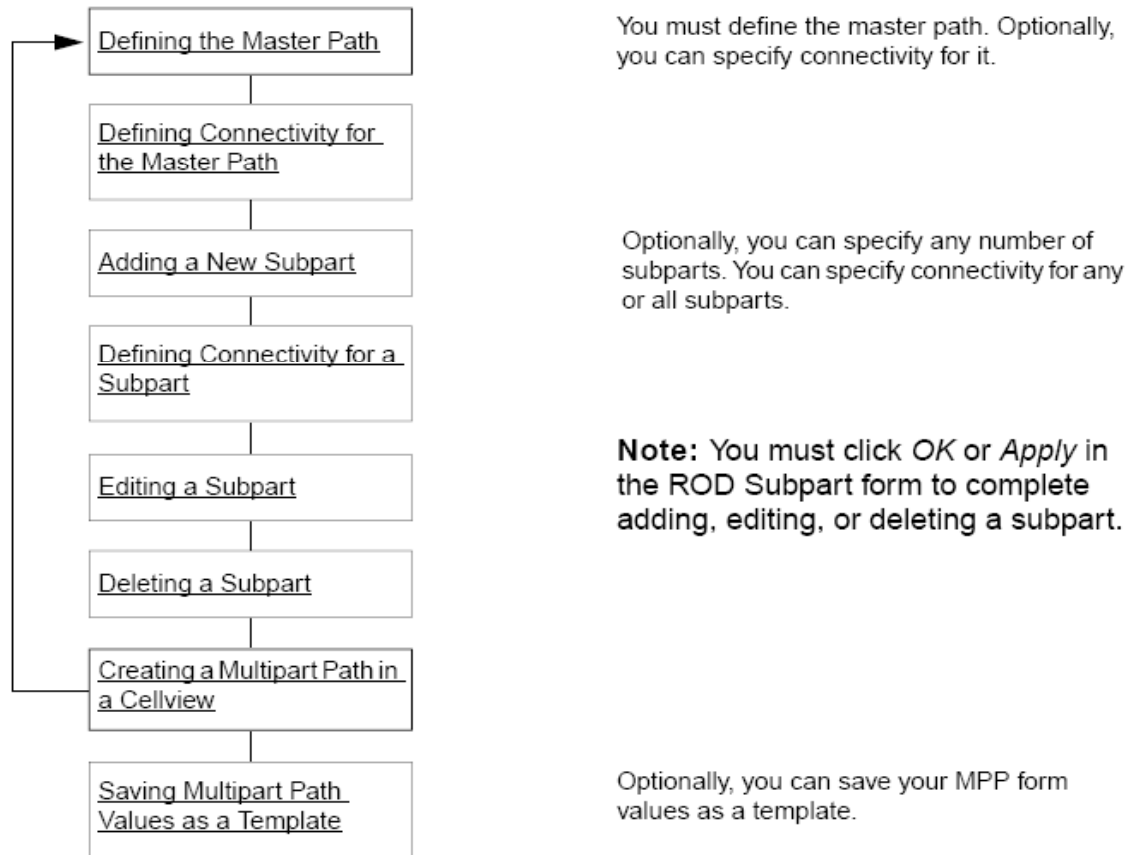 Defining the Master Path
You must define the master path. Optionally,
you can specify connectivity for it.
Defining Connectivity for
the Master Path
Adding a New Subpart
Optionally, you can specify any number of
subparts. You can specify connectivity for any
or all subparts.
Defining Connectivity for a
Subpart
Editing a Subpart
Note: You must click OK or Apply in
the ROD Subpart form to complete
adding, editing, or deleting a subpart.
Deleting a Subpart
Creating a Multipart Path in
a Cellview
Saving Multipart Path
Values as a Template
Optionally, you can save your MPP form
values as a template.